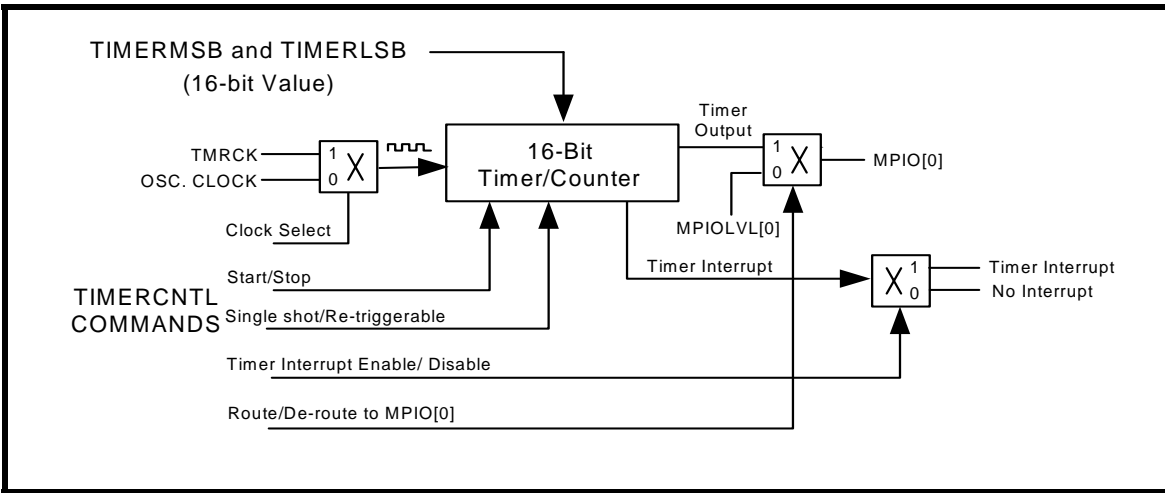 TIMERMSB and TIMERLSB
(16-bit Value)
Timer
Output
TMRCK
OSC. CLOCK
1
0
X
16-Bit
Timer/Counter
1
0
X
MPIO[0]
Clock Select
MPIOLVL[0]
Timer Interrupt
X
1
0
Timer Interrupt
No Interrupt
Start/Stop
TIMERCNTL
COMMANDS
Single shot/Re-triggerable
Timer Interrupt Enable/ Disable
Route/De-route to MPIO[0]